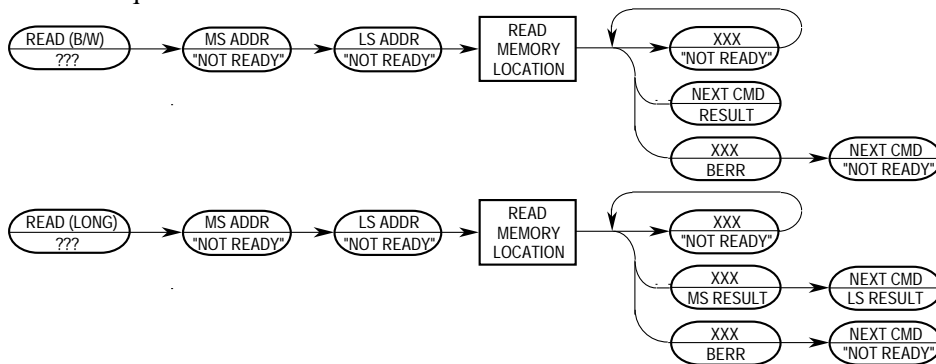 READ (B/W)
???
MS ADDR
"NOT READY"
LS ADDR
"NOT READY"
READ
MEMORY
LOCATION
XXX
"NOT READY"
NEXT CMD
RESULT
XXX
BERR
NEXT CMD
"NOT READY"
READ (LONG)
???
MS ADDR
"NOT READY"
LS ADDR
"NOT READY"
READ
MEMORY
LOCATION
XXX
"NOT READY"
XXX
MS RESULT
NEXT CMD
LS RESULT
XXX
BERR
NEXT CMD
"NOT READY"